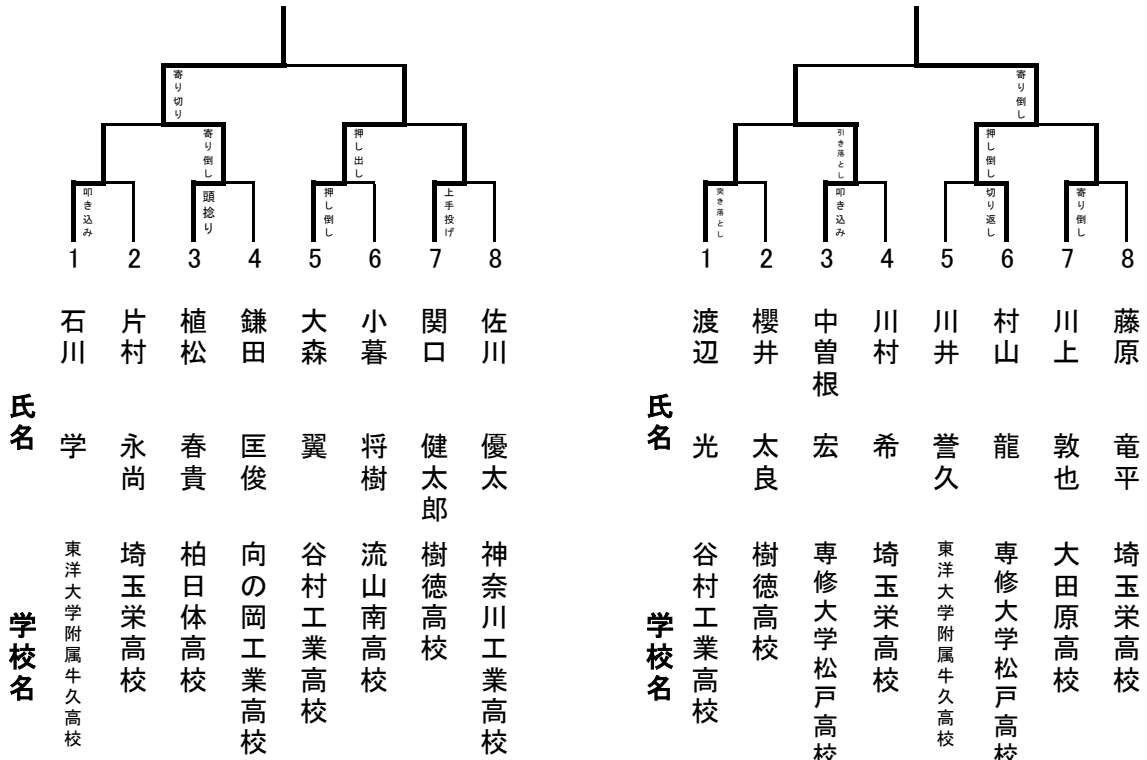 寄り切り
寄り倒し
押し出し
叩き込み
頭捻り
押し倒し
上手投げ
1 2 3 4 5 6 7 8
氏名
石川 学
片村 永尚
植松 春貴
鎌田 匡俊
大森 翼
小暮 将樹
関口 健太郎
佐川 優太
学校名
東洋大学附属牛久高校
埼玉栄高校
柏日体高校
向の岡工業高校
谷村工業高校
流山南高校
樹徳高校
神奈川工業高校
寄り倒し
引き落とし
押し倒し
突き落とし
叩き込み
切り返し
寄り倒し
1 2 3 4 5 6 7 8
氏名
渡辺 光
櫻井 太良
中曽根 宏
川村 希
川井 誉久
村山 龍
川上 敦也
藤原 竜平
学校名
谷村工業高校
樹徳高校
専修大学松戸高校
埼玉栄高校
東洋大学附属牛久高校
専修大学松戸高校
大田原高校
埼玉栄高校